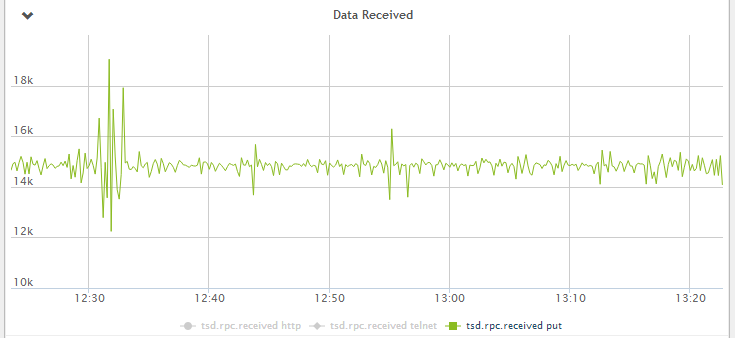 Data Received
18k
16k
14k
12k
10k
12:30 12:40 12:50 13:00 13:10 13:20
tsd.rpc.received http tsd.rpc.received telnet tsd.rpc.received put